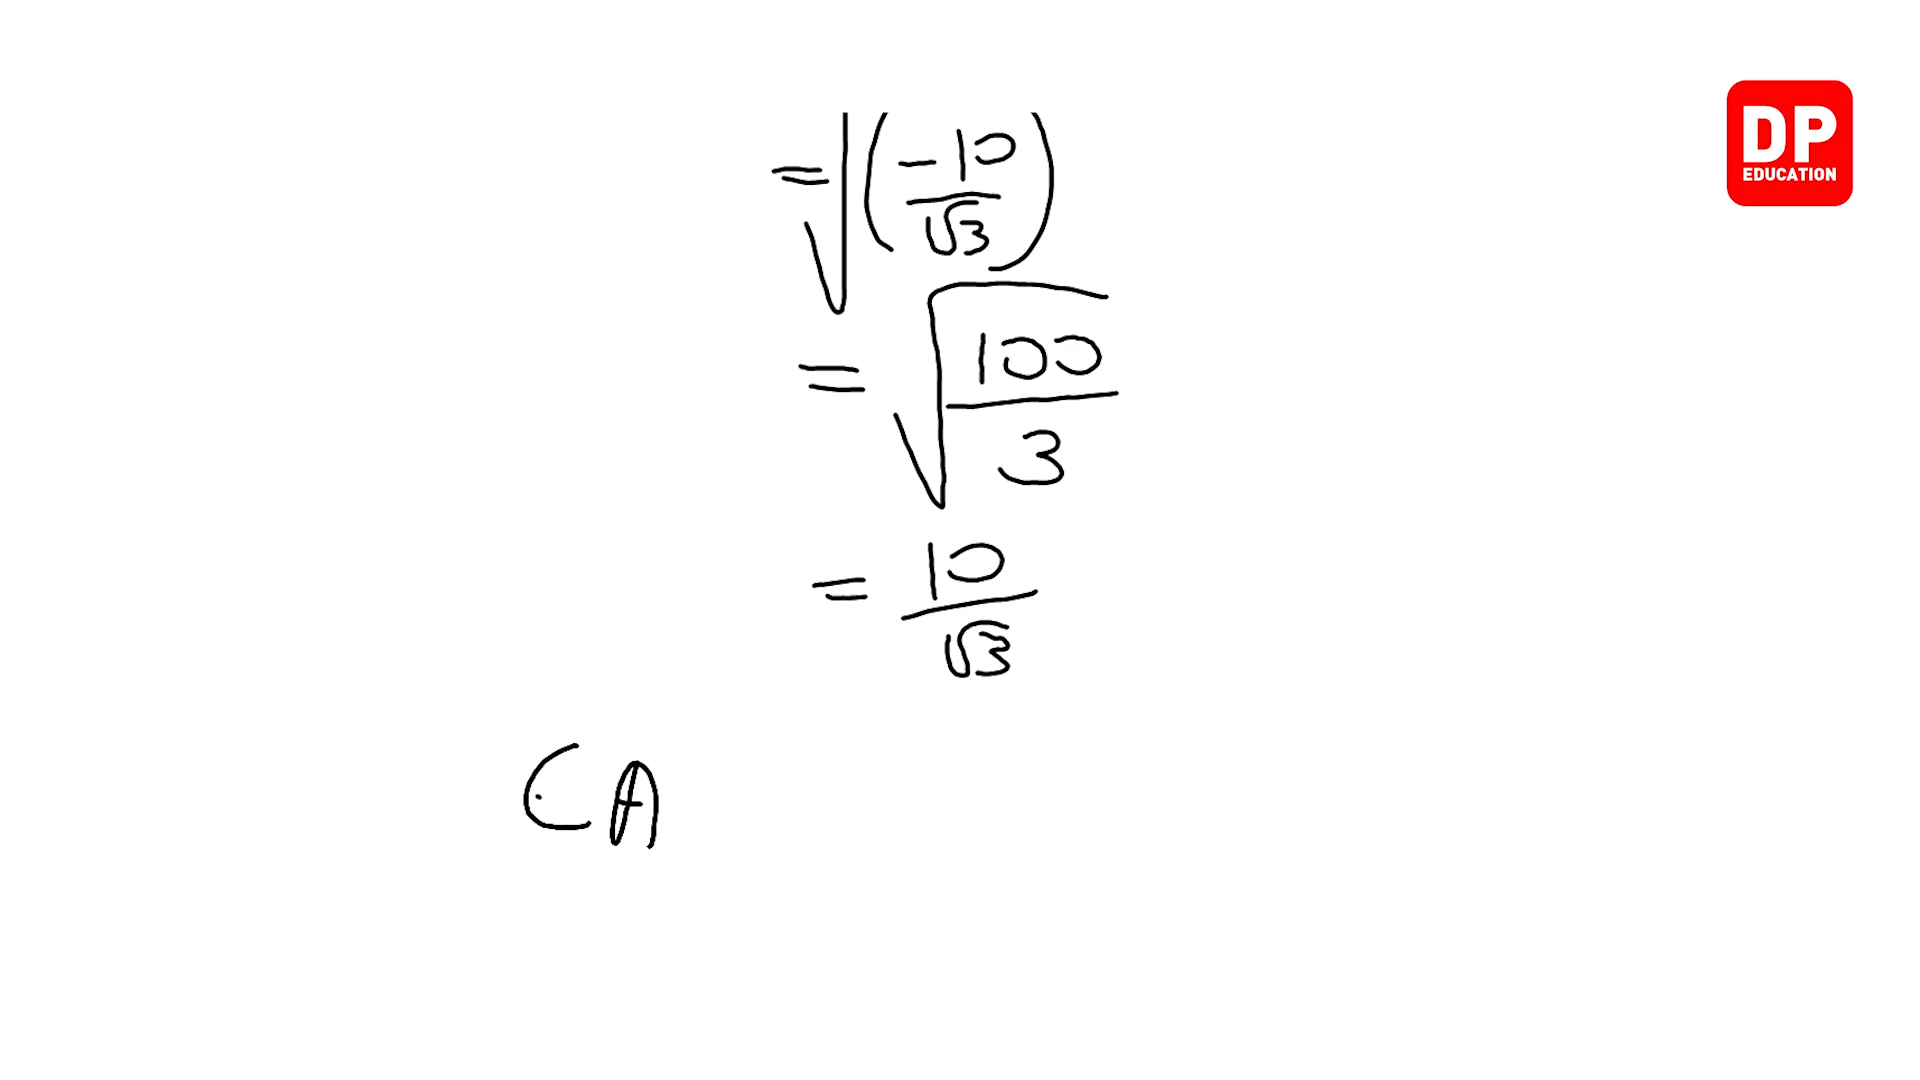 DP
EDUCATION
= √(-10/√3)
= √(100/3)
= 10/√3
CA